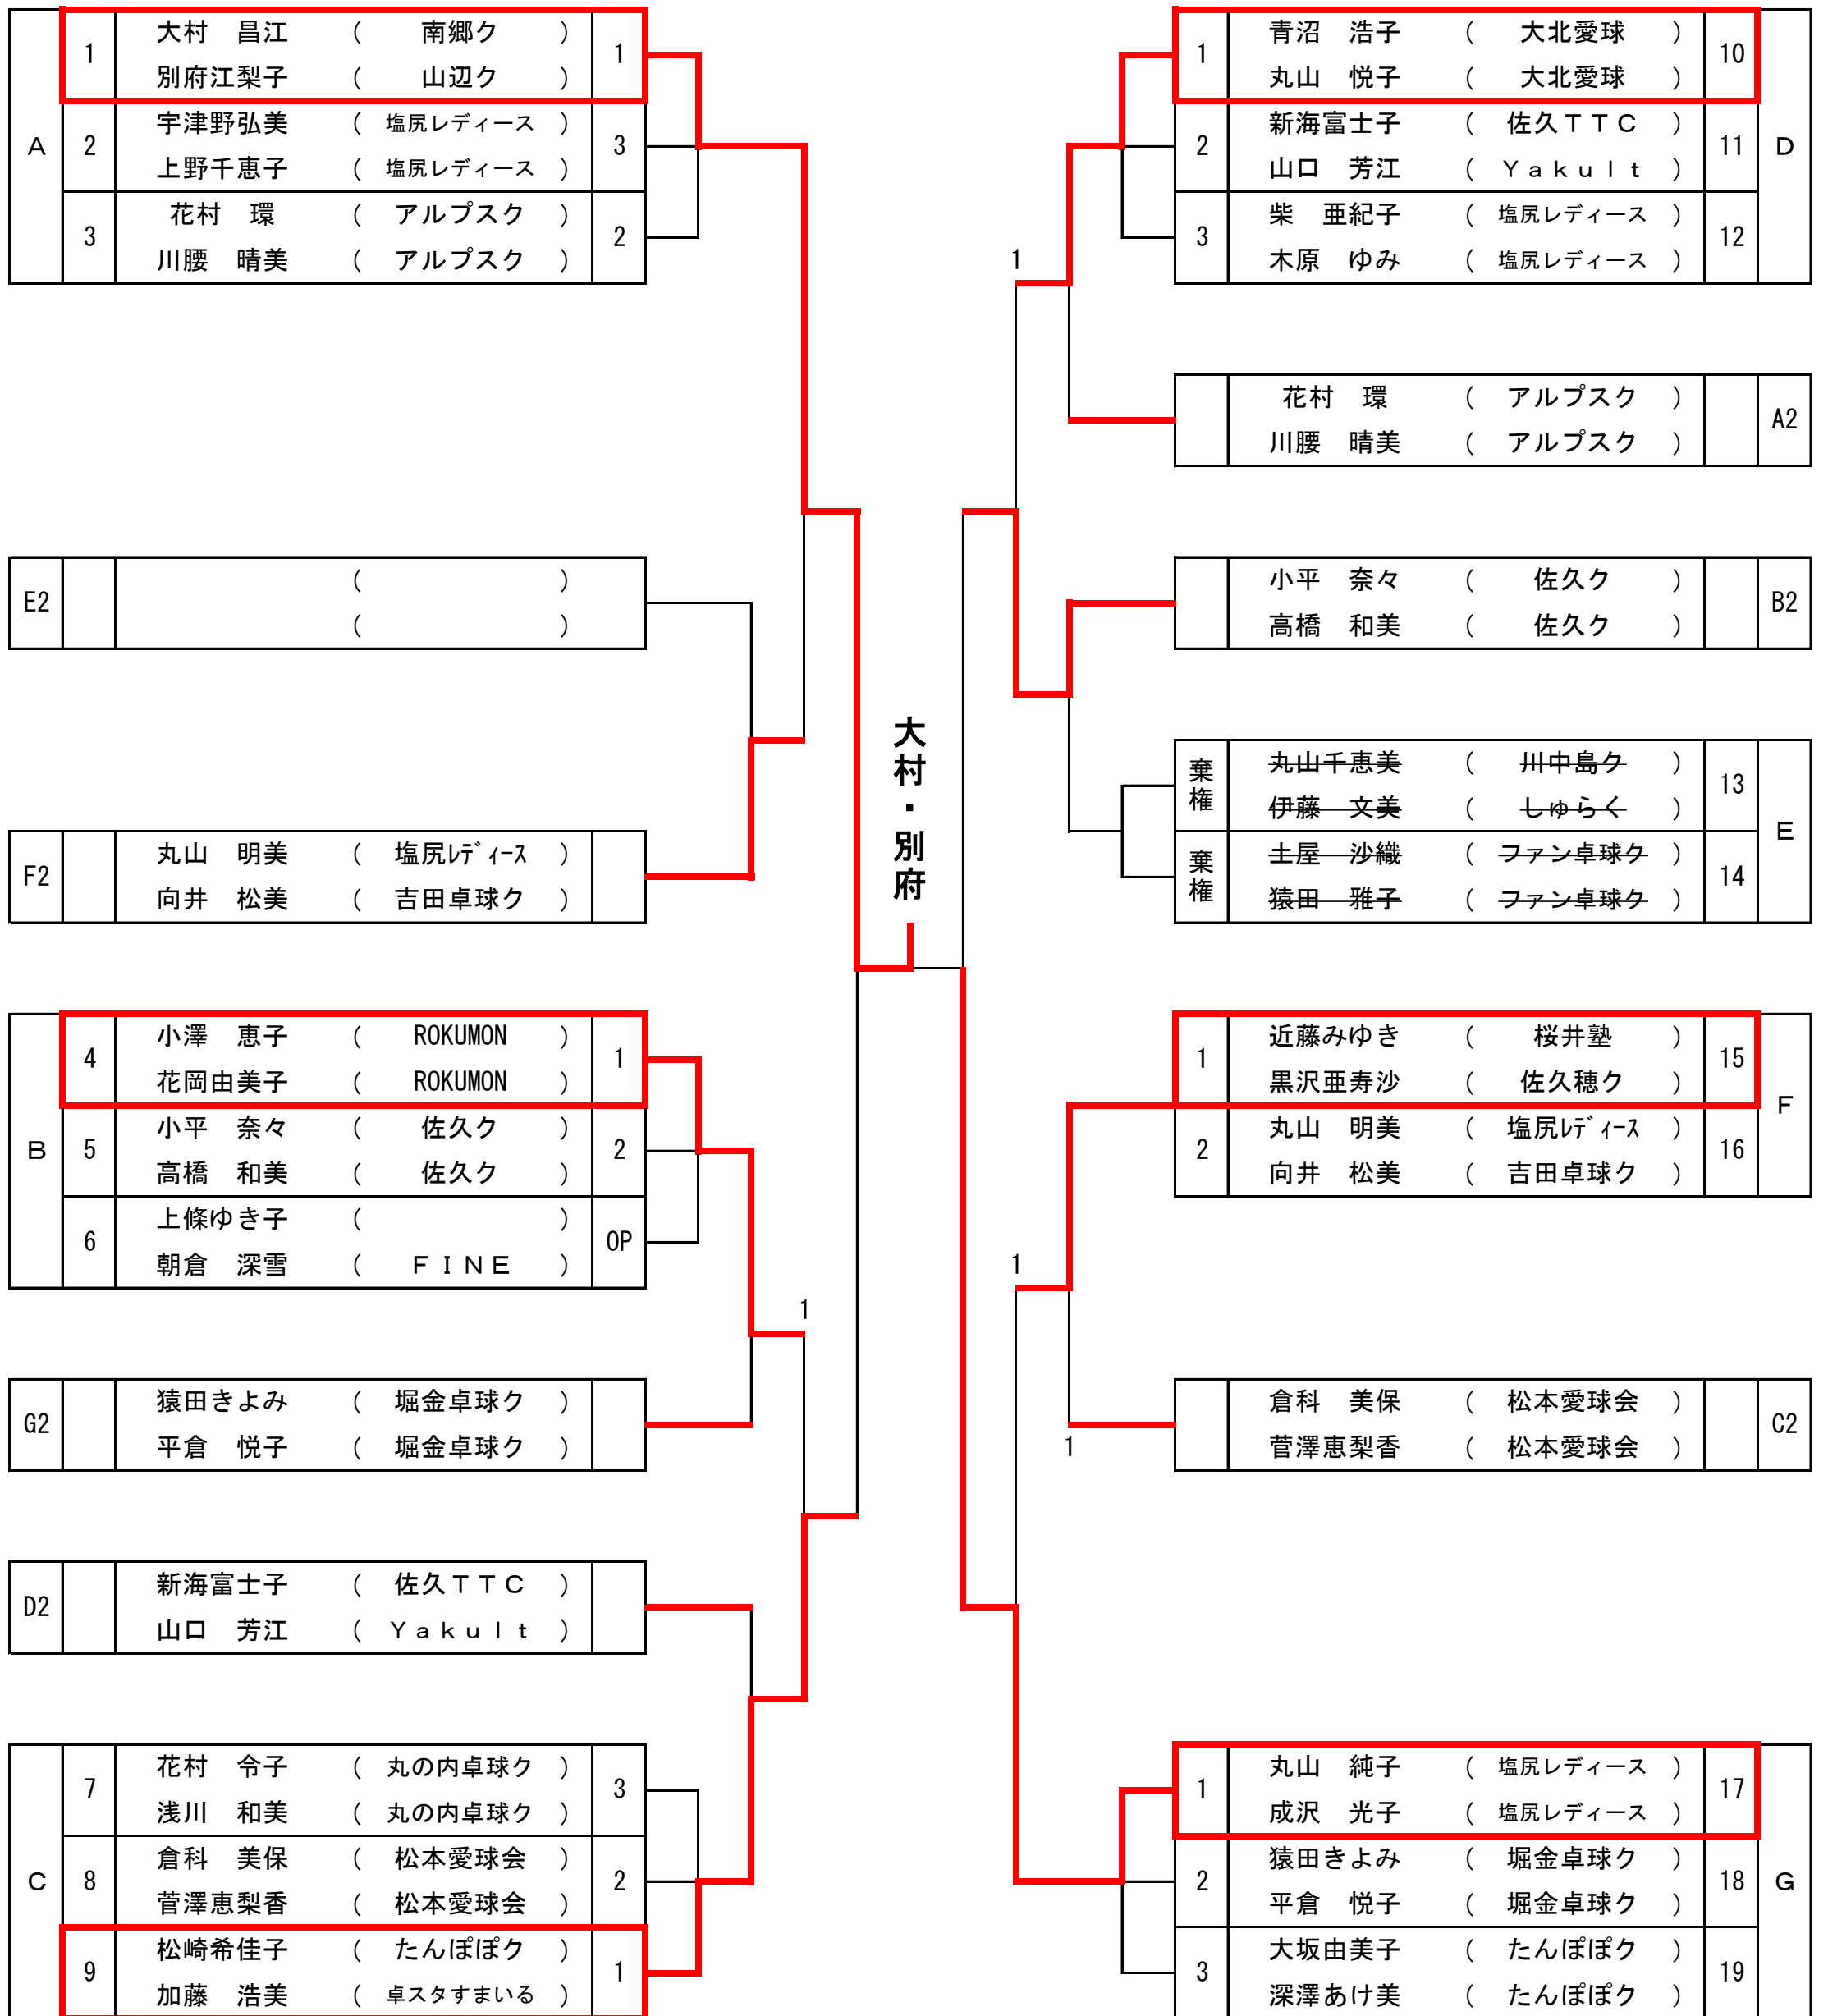 A
1 大村　昌江 ( 南郷ク ) 1
別府江梨子 ( 山辺ク )
2 宇津野弘美 ( 塩尻レディース ) 3
上野千恵子 ( 塩尻レディース )
3 花村　環 ( アルプスク ) 2
川腰　晴美 ( アルプスク )
E2 ( )
( )
F2 丸山　明美 ( 塩尻ﾚﾃﾞｨｰｽ )
向井　松美 ( 吉田卓球ク )
B
4 小澤　恵子 ( ROKUMON ) 1
花岡由美子 ( ROKUMON )
5 小平　奈々 ( 佐久ク ) 2
高橋　和美 ( 佐久ク )
6 上條ゆき子 ( ) OP
朝倉　深雪 ( ＦＩＮＥ )
1
G2 猿田きよみ ( 堀金卓球ク )
平倉　悦子 ( 堀金卓球ク )
D2 新海富士子 ( 佐久ＴＴＣ )
山口　芳江 ( Ｙａｋｕｌｔ )
C
7 花村　令子 ( 丸の内卓球ク ) 3
浅川　和美 ( 丸の内卓球ク )
8 倉科　美保 ( 松本愛球会 ) 2
菅澤恵梨香 ( 松本愛球会 )
9 松崎希佳子 ( たんぽぽク ) 1
加藤　浩美 ( 卓スタすまいる )
大村・別府
D
1 青沼　浩子 ( 大北愛球 ) 10
丸山　悦子 ( 大北愛球 )
2 新海富士子 ( 佐久ＴＴＣ ) 11
山口　芳江 ( Ｙａｋｕｌｔ )
3 柴　亜紀子 ( 塩尻レディース ) 12
木原　ゆみ ( 塩尻レディース )
1
花村　環 ( アルプスク ) A2
川腰　晴美 ( アルプスク )
小平　奈々 ( 佐久ク ) B2
高橋　和美 ( 佐久ク )
E
棄権 丸山千恵美 ( 川中島ク ) 13
伊藤　文美 ( しゅらく )
棄権 土屋　沙織 ( ファン卓球ク ) 14
猿田　雅子 ( ファン卓球ク )
F
1 近藤みゆき ( 桜井塾 ) 15
黒沢亜寿沙 ( 佐久穂ク )
2 丸山　明美 ( 塩尻ﾚﾃﾞｨｰｽ ) 16
向井　松美 ( 吉田卓球ク )
1
倉科　美保 ( 松本愛球会 ) C2
菅澤恵梨香 ( 松本愛球会 )
1
G
1 丸山　純子 ( 塩尻レディース ) 17
成沢　光子 ( 塩尻レディース )
2 猿田きよみ ( 堀金卓球ク ) 18
平倉　悦子 ( 堀金卓球ク )
3 大坂由美子 ( たんぽぽク ) 19
深澤あけ美 ( たんぽぽク )